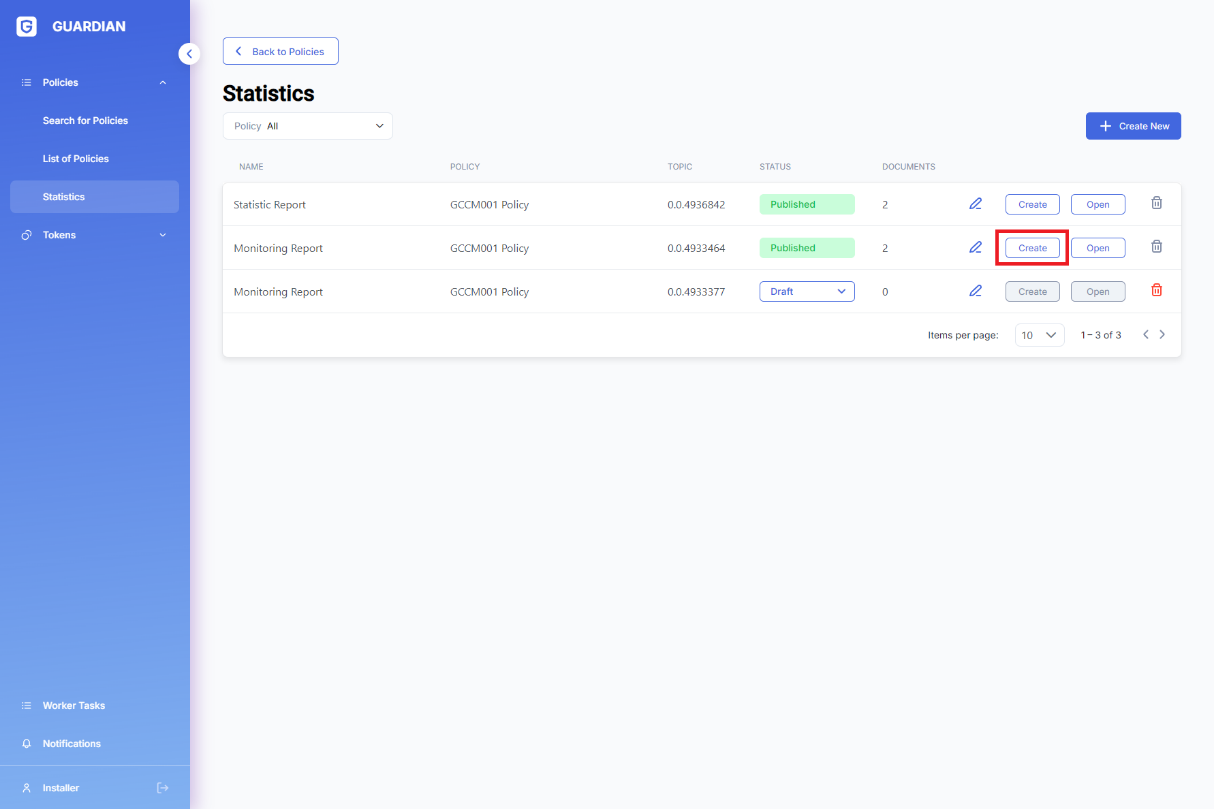 GUARDIAN
Policies
Search for Policies
List of Policies
Statistics
Tokens
Worker Tasks
Notifications
Installer
Back to Policies
Statistics
Policy All
Create New
NAME POLICY TOPIC STATUS DOCUMENTS
Statistic Report GCCM001 Policy 0.0.4936842 Published 2 Create Open
Monitoring Report GCCM001 Policy 0.0.4933464 Published 2 Create Open
Monitoring Report GCCM001 Policy 0.0.4933377 Draft 0 Create Open
Items per page: 10 1 – 3 of 3